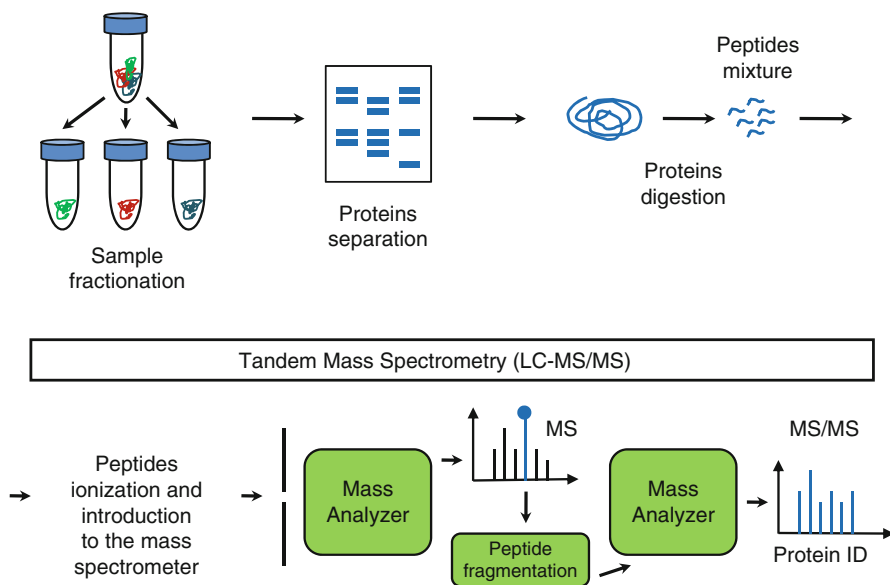 Peptides
mixture
Proteins
separation
Proteins
digestion
Sample
fractionation
Tandem Mass Spectrometry (LC-MS/MS)
Peptides
ionization and
introduction
to the mass
spectrometer
Mass
Analyzer
MS
Peptide
fragmentation
Mass
Analyzer
MS/MS
Protein ID